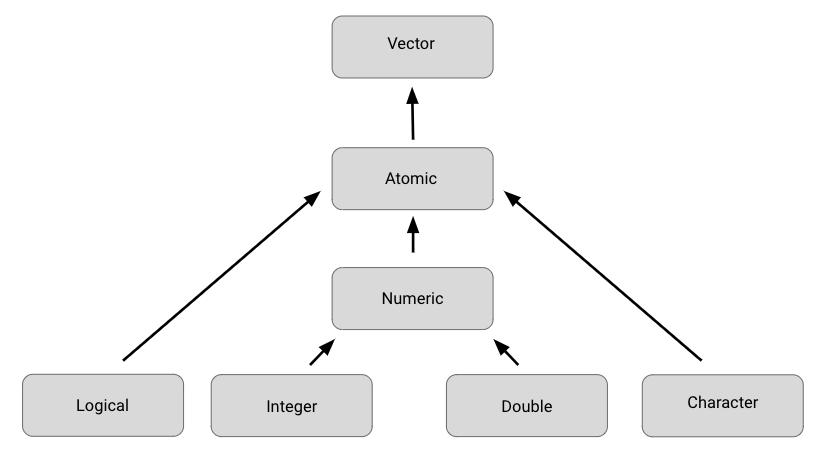 Vector
Atomic
Numeric
Logical
Integer
Double
Character